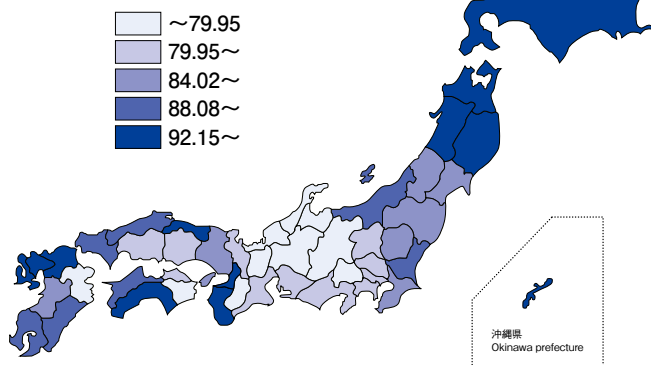 ～79.95
79.95～
84.02～
88.08～
92.15～
沖縄県
Okinawa prefecture